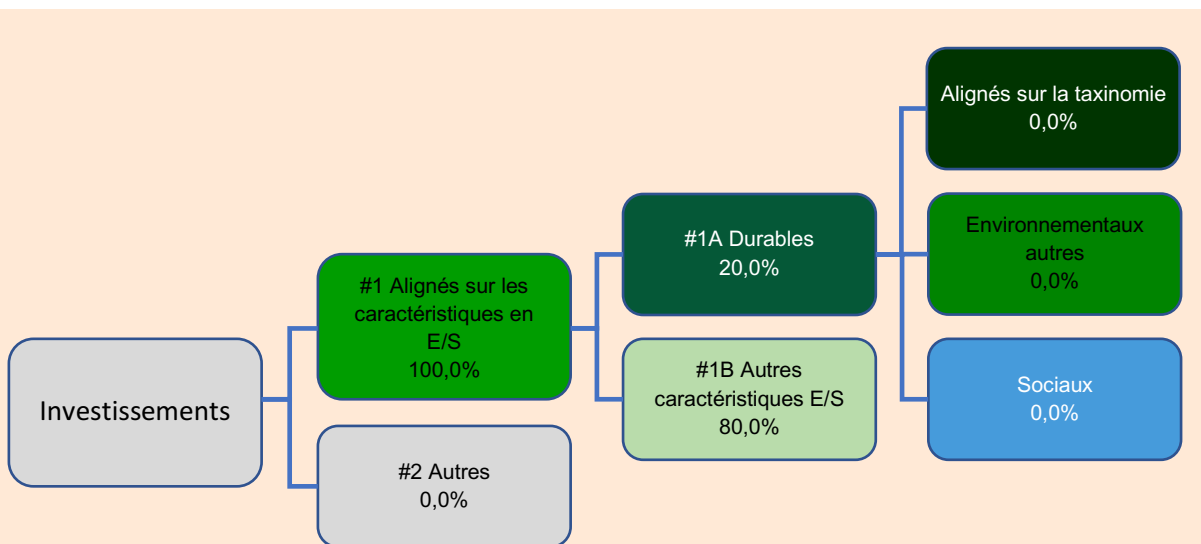 Investissements
#1 Alignés sur les
caractéristiques en
E/S
100,0%
#2 Autres
0,0%
#1A Durables
20,0%
#1B Autres
caractéristiques E/S
80,0%
Alignés sur la taxinomie
0,0%
Environnementaux
autres
0,0%
Sociaux
0,0%